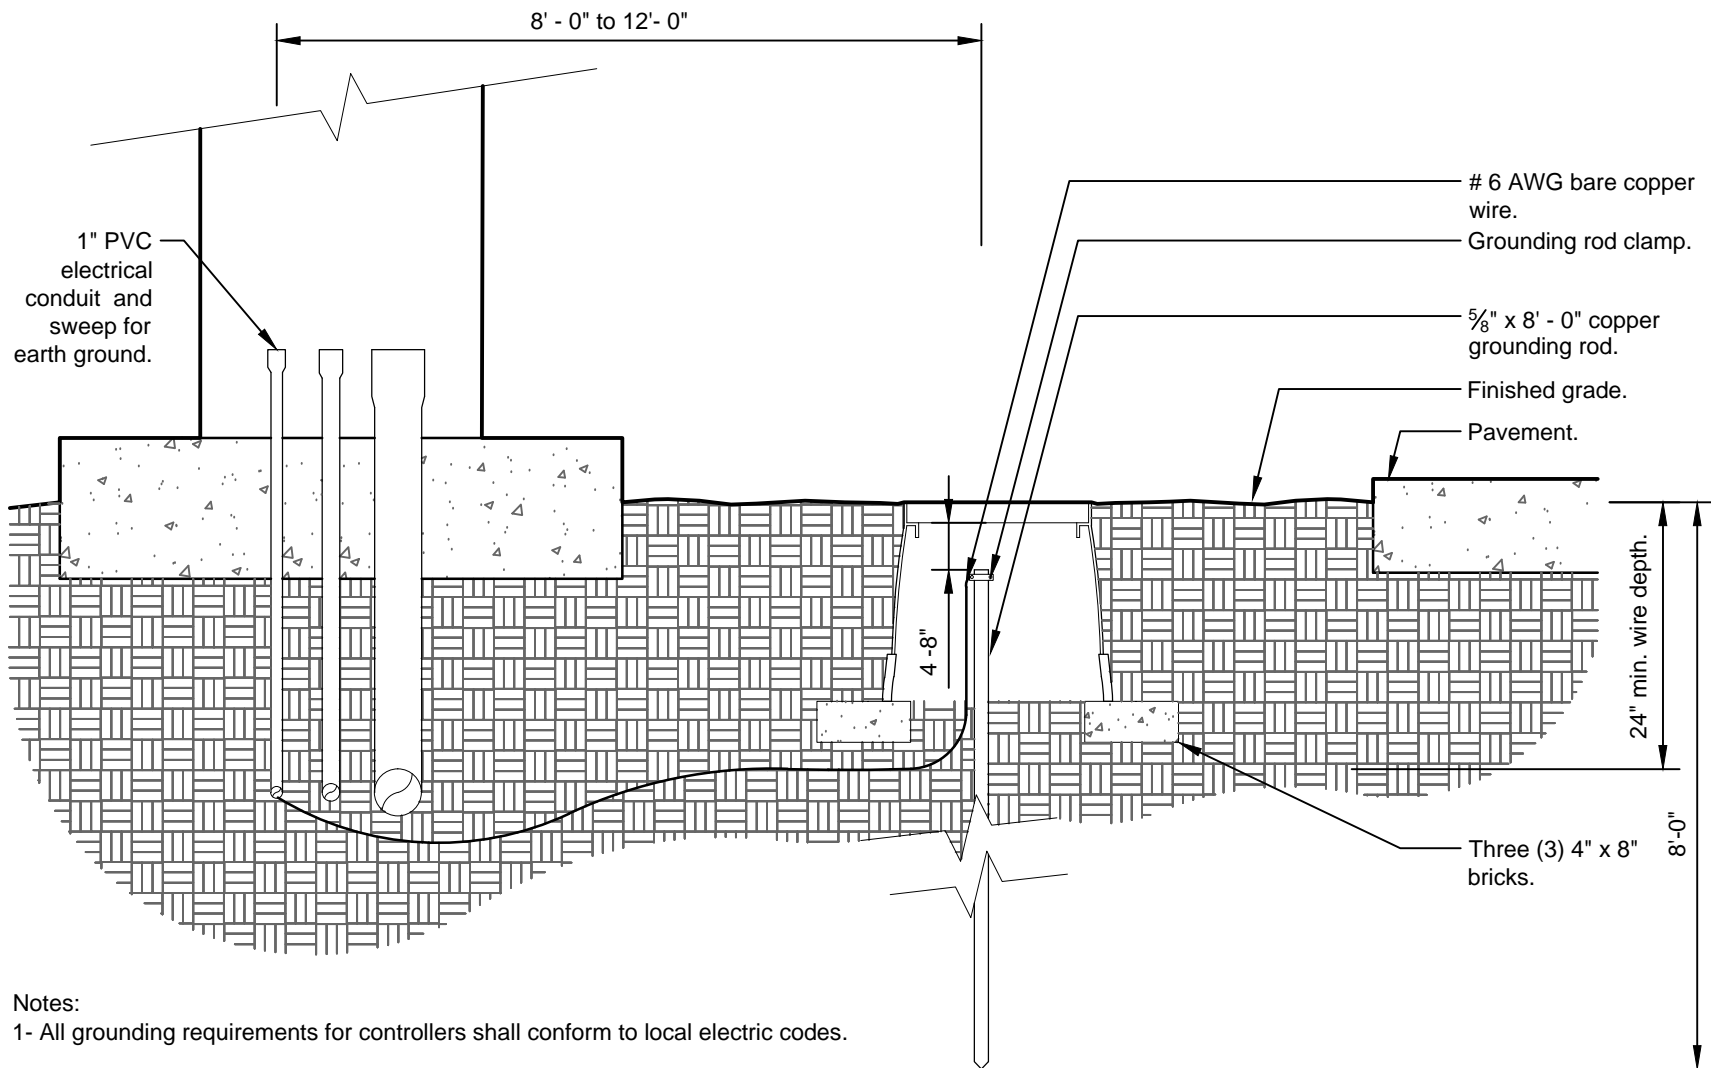 8' - 0" to 12'- 0"
# 6 AWG bare copper
wire.
Grounding rod clamp.
1" PVC
electrical
conduit and
sweep for
earth ground.
⅝" x 8' - 0" copper
grounding rod.
Finished grade.
Pavement.
4 -8"
24" min. wire depth.
8'-0"
Three (3) 4" x 8"
bricks.
Notes:
1- All grounding requirements for controllers shall conform to local electric codes.